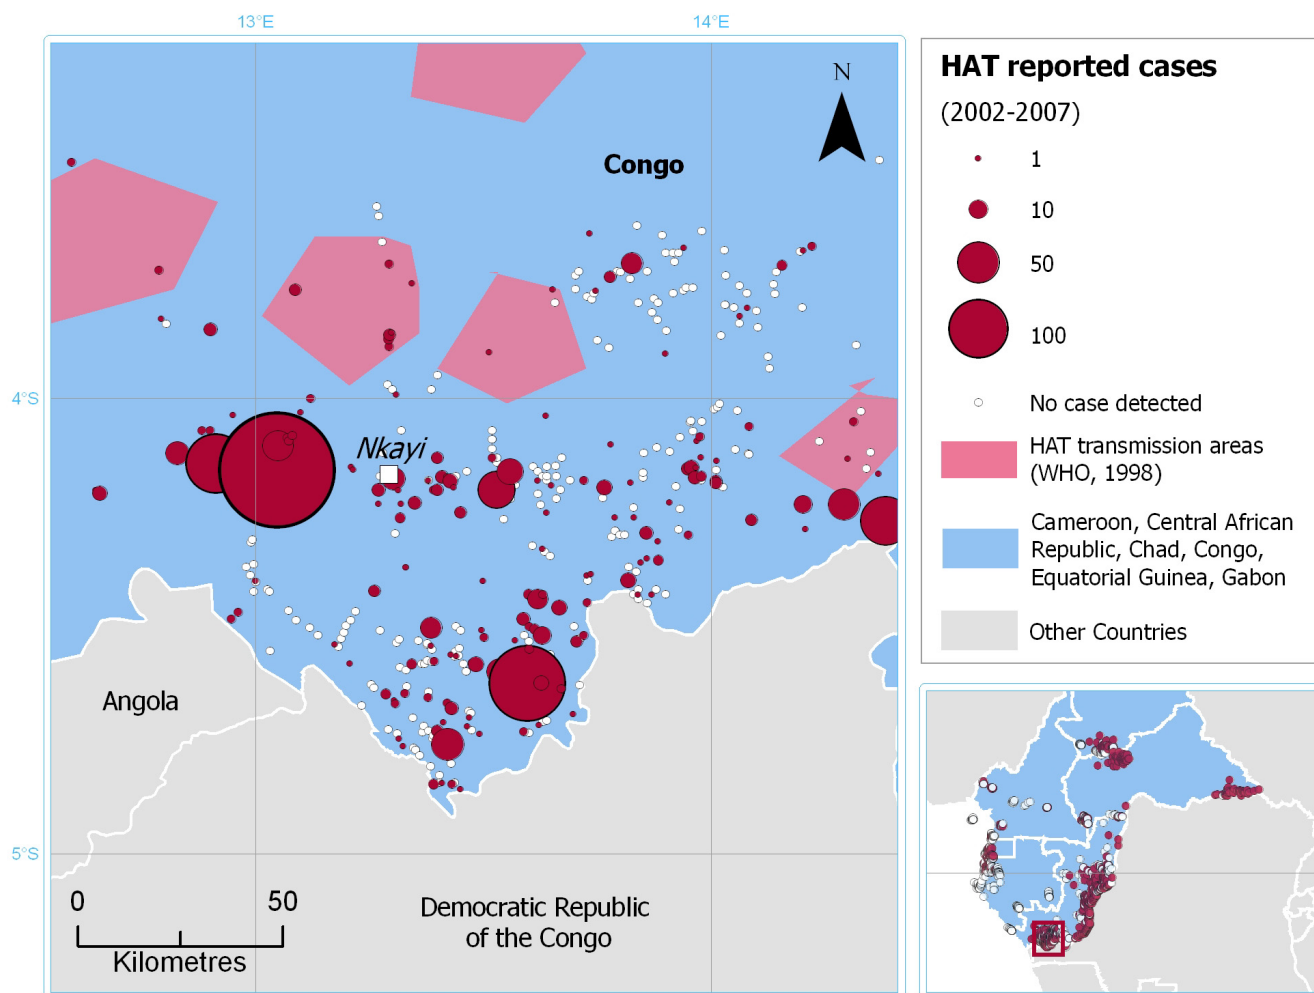 13°E
14°E
N
Congo
4°S
Nkayi
Angola
5°S
0
50
Kilometres
Democratic Republic
of the Congo
HAT reported cases
(2002-2007)
1
10
50
100
No case detected
HAT transmission areas
(WHO, 1998)
Cameroon, Central African
Republic, Chad, Congo,
Equatorial Guinea, Gabon
Other Countries